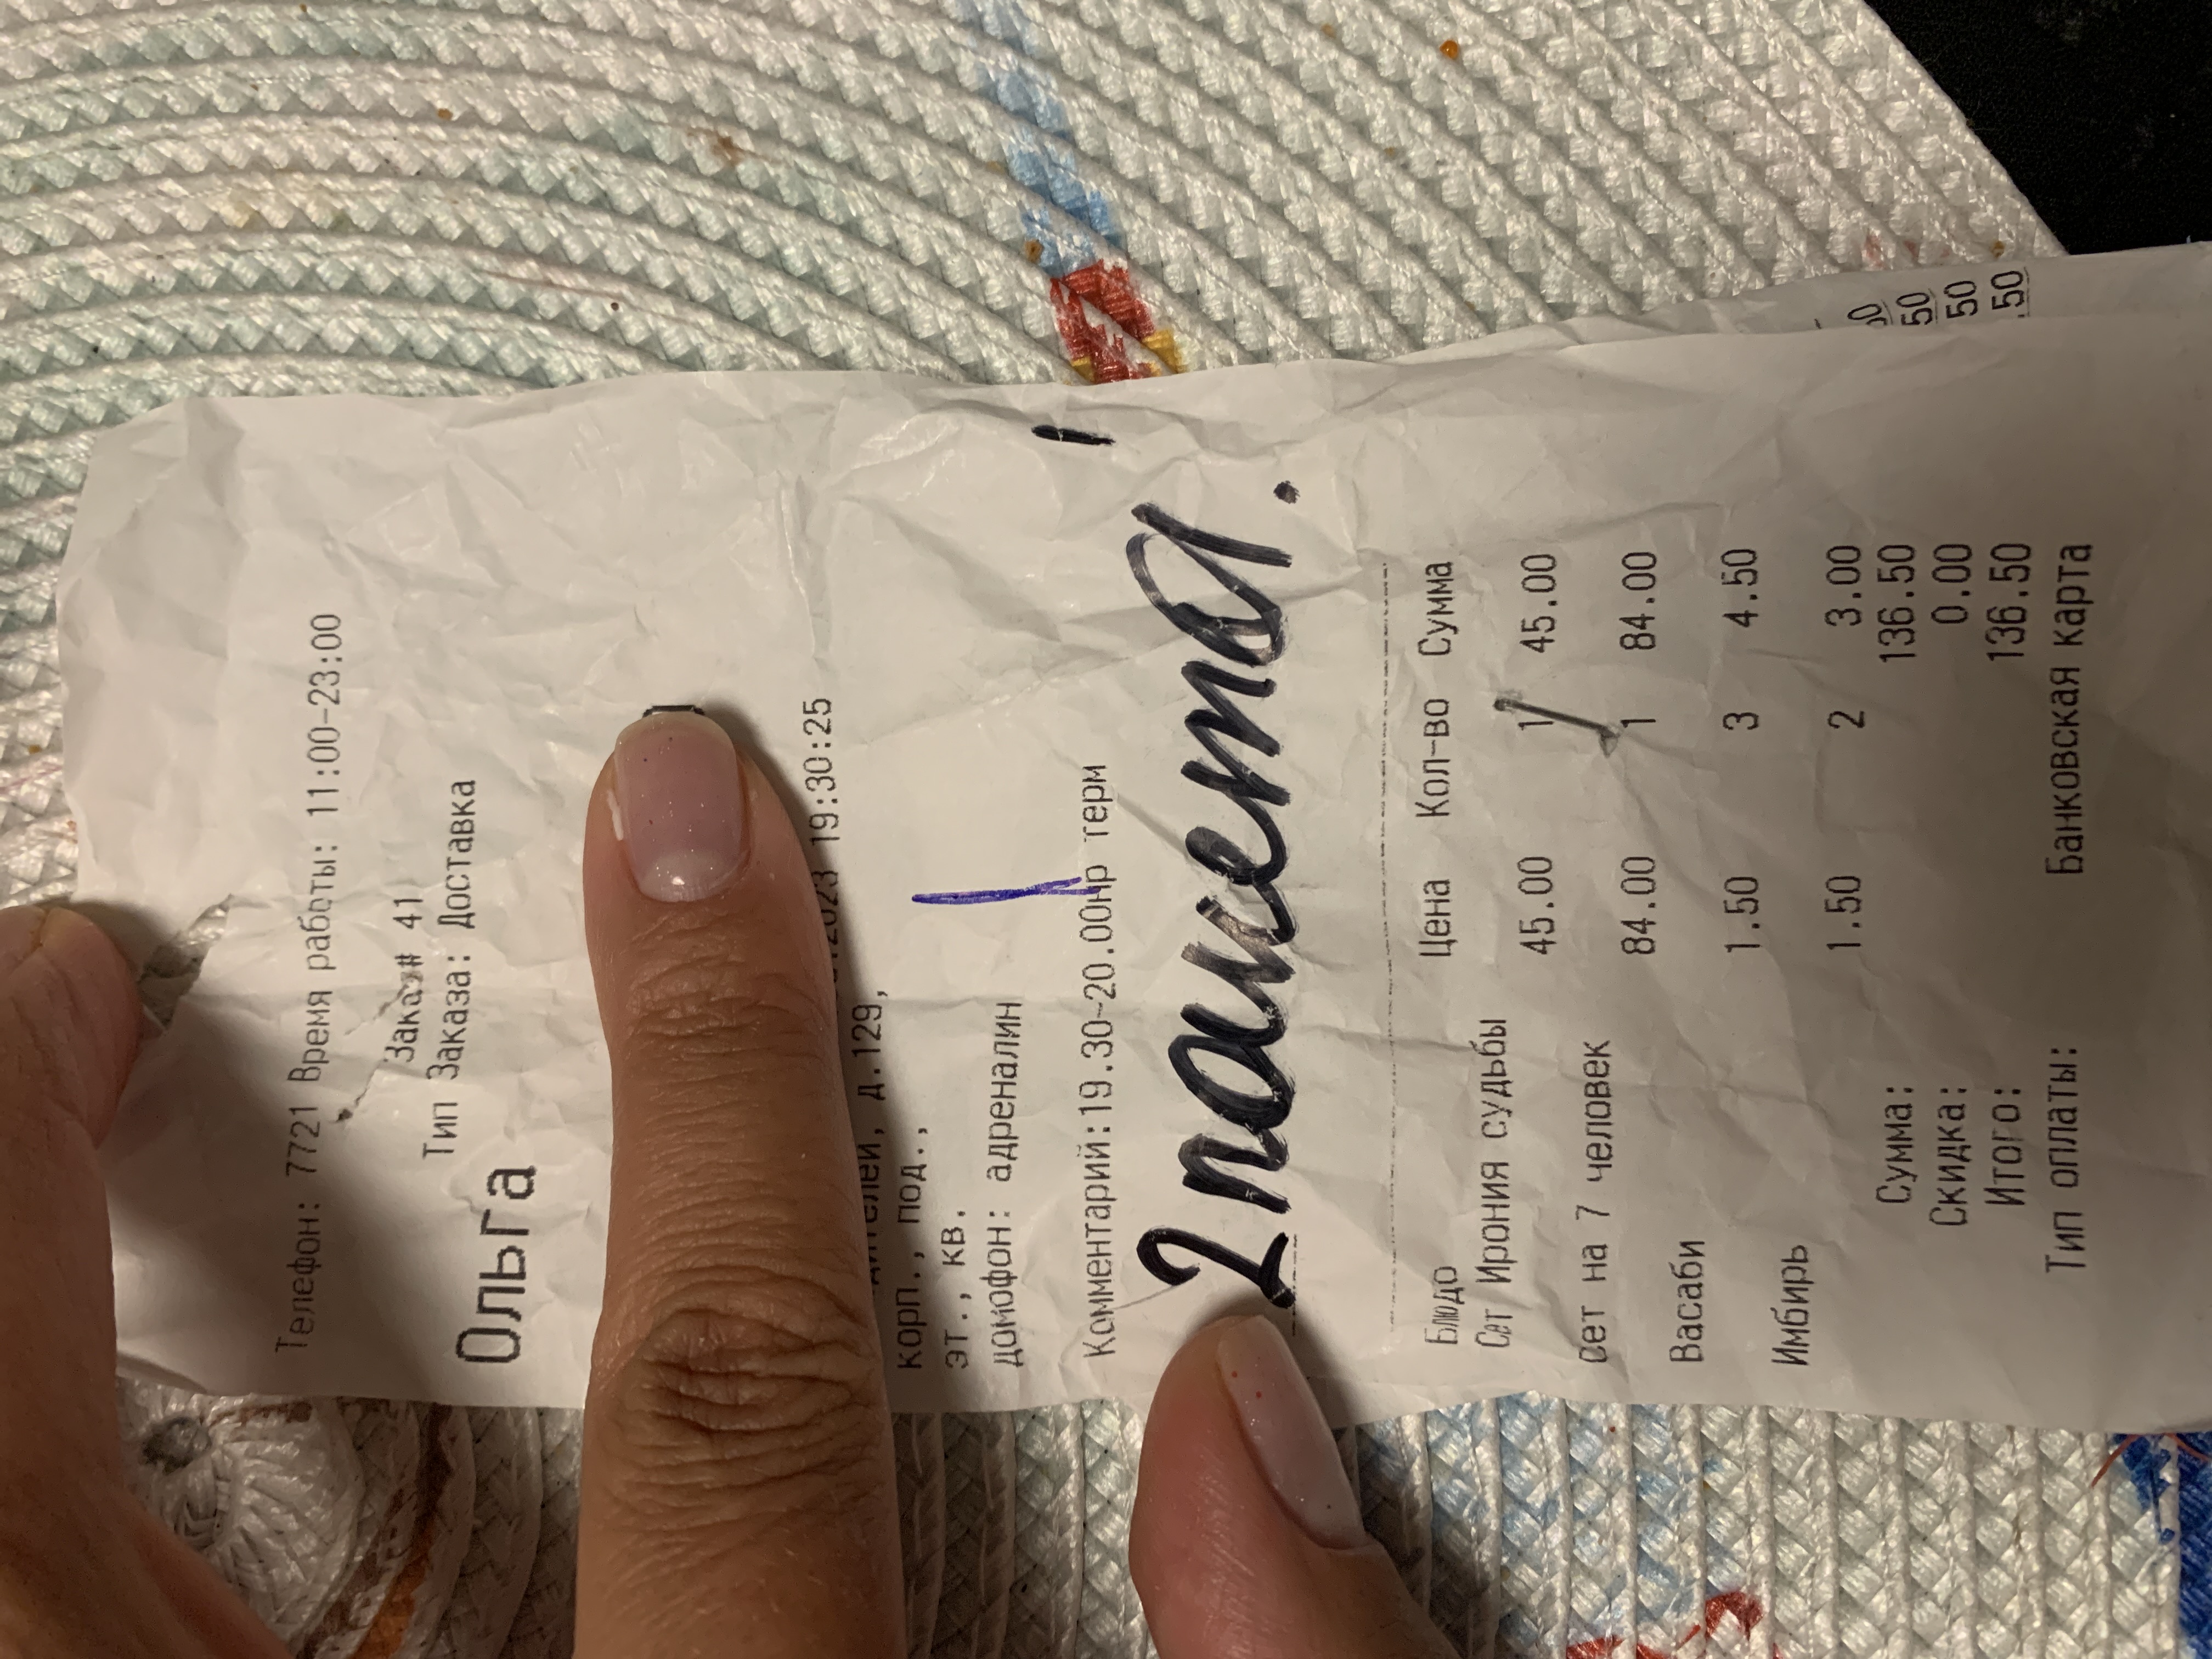 Телефон: 7721 Время работы: 11:00-23:00
Заказ# 41
Тип Заказа: Доставка
Ольга
19:30:25
д.129,
корп., под.,
эт., кв.
домофон: адреналин
Комментарий:19.30-20.00нр терм
2 пакета.
Блюдо Цена Кол-во Сумма
Сет Ирония судьбы 45.00 1 45.00
Сет на 7 человек 84.00 1 84.00
Васаби 1.50 3 4.50
Имбирь 1.50 2 3.00
Сумма: 136.50
Скидка: 0.00
Итого: 136.50
Тип оплаты: Банковская карта
50
50
.50